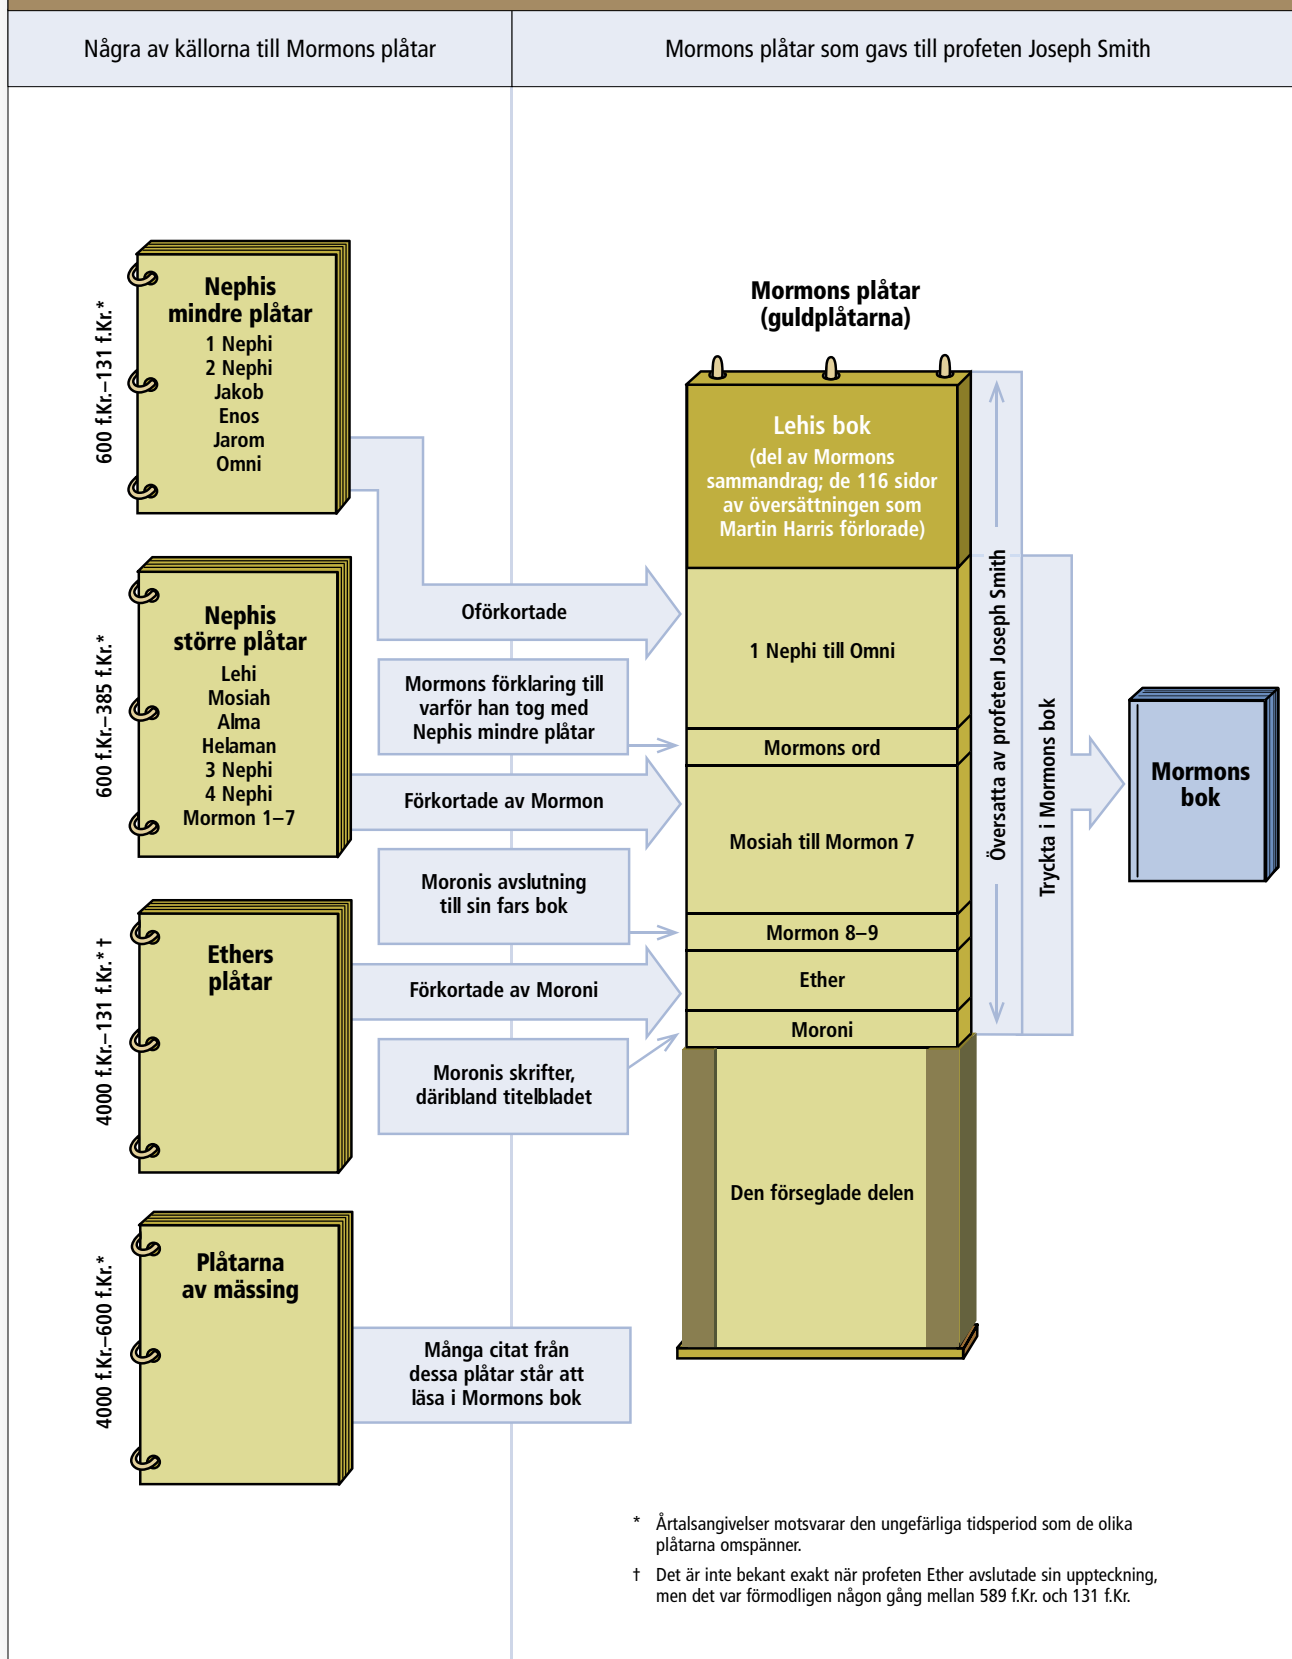 Några av källorna till Mormons plåtar
Mormons plåtar som gavs till profeten Joseph Smith
600 f.Kr.–131 f.Kr.*
Nephis
mindre plåtar
1 Nephi
2 Nephi
Jakob
Enos
Jarom
Omni
600 f.Kr.–385 f.Kr.*
Nephis
större plåtar
Lehi
Mosiah
Alma
Helaman
3 Nephi
4 Nephi
Mormon 1–7
4000 f.Kr.–131 f.Kr.*†
Ethers
plåtar
4000 f.Kr.–600 f.Kr.*
Plåtarna
av mässing
Oförkortade
Mormons förklaring till
varför han tog med
Nephis mindre plåtar
Förkortade av Mormon
Moronis avslutning
till sin fars bok
Förkortade av Moroni
Moronis skrifter,
däribland titelbladet
Många citat från
dessa plåtar står att
läsa i Mormons bok
Mormons plåtar
(guldplåtarna)
Lehis bok
(del av Mormons
sammandrag; de 116 sidor
av översättningen som
Martin Harris förlorade)
1 Nephi till Omni
Mormons ord
Mosiah till Mormon 7
Mormon 8–9
Ether
Moroni
Den förseglade delen
Översatta av profeten Joseph Smith
Tryckta i Mormons bok
Mormons
bok
* Årtalsangivelser motsvarar den ungefärliga tidsperiod som de olika
plåtarna omspänner.
† Det är inte bekant exakt när profeten Ether avslutade sin uppteckning,
men det var förmodligen någon gång mellan 589 f.Kr. och 131 f.Kr.